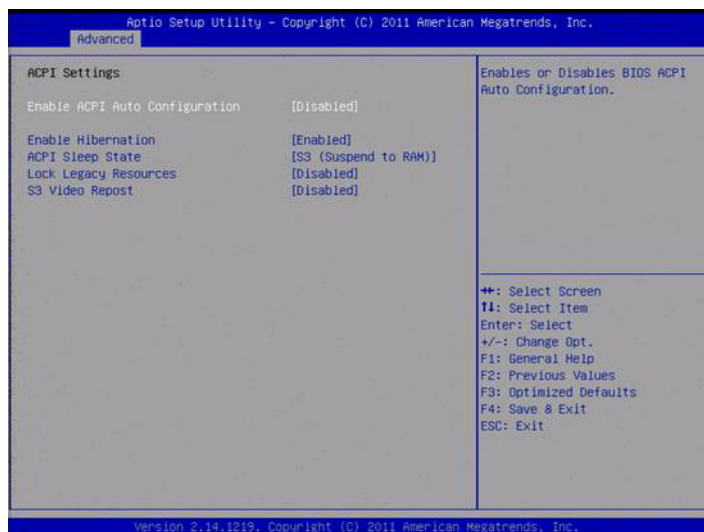 Aptio Setup Utility – Copyright (C) 2011 American Megatrends, Inc.
Advanced
ACPI Settings
Enable ACPI Auto Configuration [Disabled]
Enable Hibernation [Enabled]
ACPI Sleep State [S3 (Suspend to RAM)]
Lock Legacy Resources [Disabled]
S3 Video Repost [Disabled]
Enables or Disables BIOS ACPI
Auto Configuration.
→←: Select Screen
↑↓: Select Item
Enter: Select
+/-: Change Opt.
F1: General Help
F2: Previous Values
F3: Optimized Defaults
F4: Save & Exit
ESC: Exit
Version 2.14.1219. Copyright (C) 2011 American Megatrends, Inc.